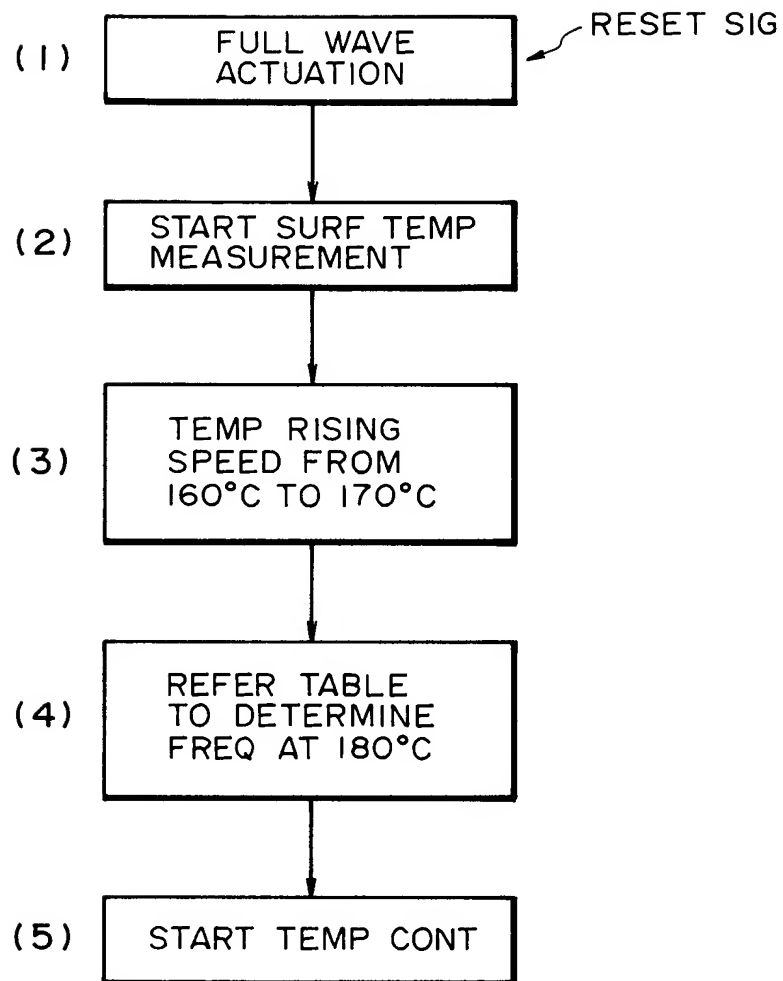 RESET SIG
(1)
FULL WAVE
ACTUATION
(2)
START SURF TEMP
MEASUREMENT
(3)
TEMP RISING
SPEED FROM
160°C TO 170°C
(4)
REFER TABLE
TO DETERMINE
FREQ AT 180°C
(5)
START TEMP CONT